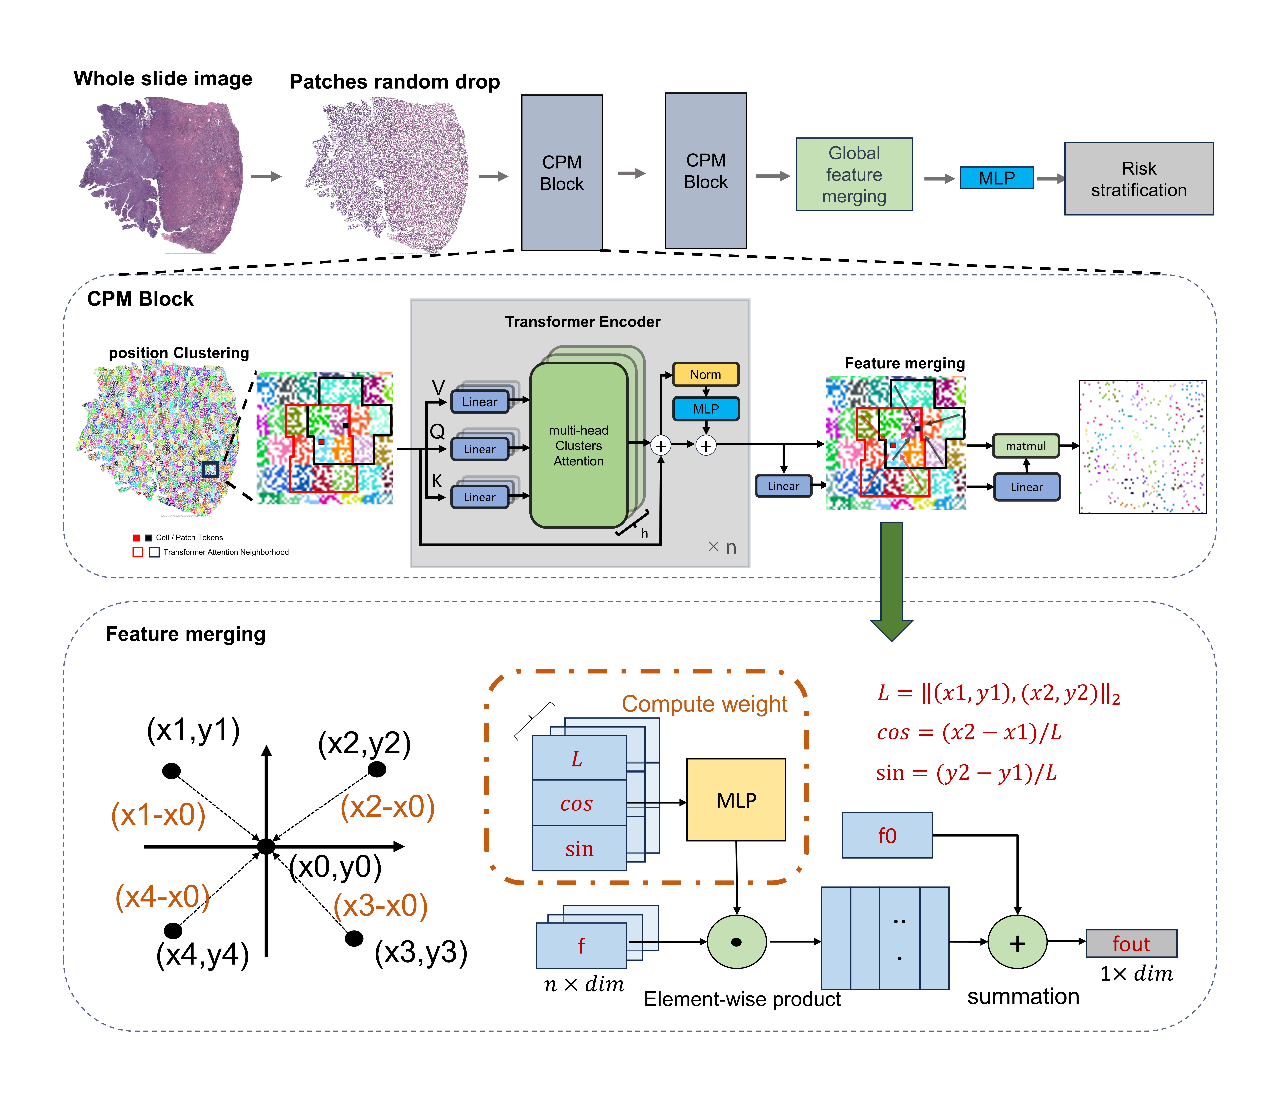 Whole slide image
Patches random drop
CPM
Block
CPM
Block
Global
feature
merging
MLP
Risk
stratification
CPM Block
position Clustering
Cell / Patch Tokens
Transformer Attention Neighborhood
Transformer Encoder
V
Q
K
Linear
Linear
Linear
multi-head
Clusters
Attention
h
Norm
MLP
+
+
× n
Linear
Feature merging
matmul
Linear
Feature merging
(x1,y1)
(x2,y2)
(x1-x0)
(x2-x0)
(x0,y0)
(x4-x0)
(x3-x0)
(x4,y4)
(x3,y3)
Compute weight
L
cos
sin
MLP
L = ‖(x1, y1), (x2, y2)‖₂
cos = (x2 − x1)/L
sin = (y2 − y1)/L
f0
f
n × dim
Element-wise product
..
.
+
summation
fout
1× dim